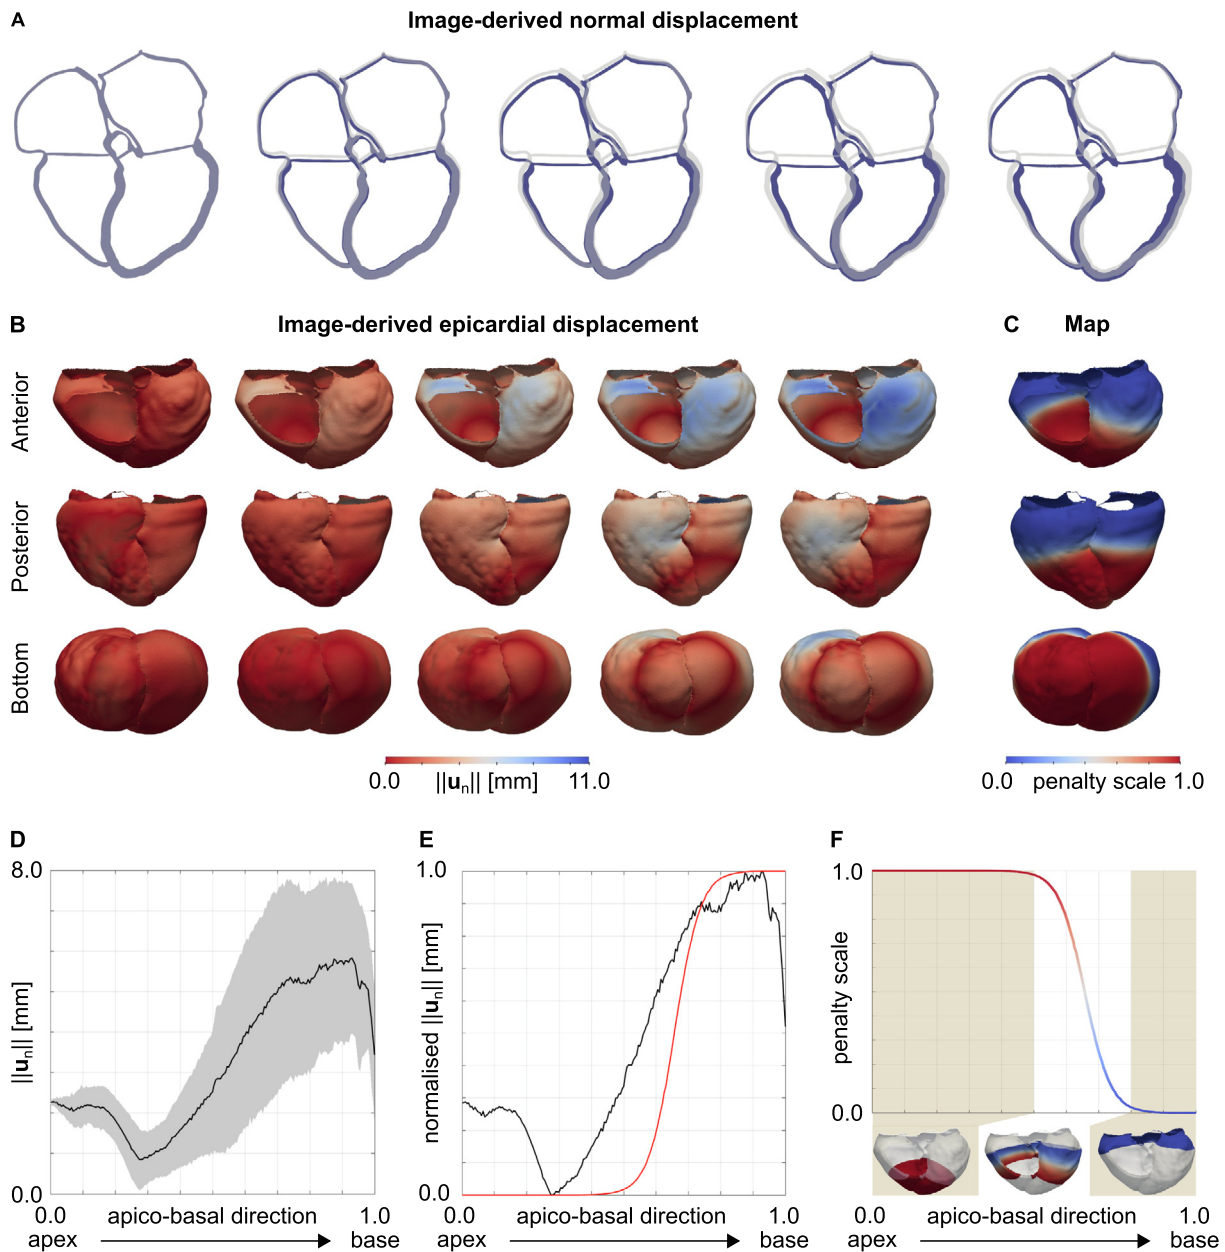 A
Image-derived normal displacement
B
Image-derived epicardial displacement
C
Map
Anterior
Posterior
Bottom
0.0 ||uₙ|| [mm] 11.0
0.0 penalty scale 1.0
D
8.0
||uₙ|| [mm]
0.0
0.0 apico-basal direction 1.0
apex base
E
1.0
normalised ||uₙ|| [mm]
0.0
0.0 apico-basal direction 1.0
apex base
F
1.0
penalty scale
0.0
0.0 apico-basal direction 1.0
apex base